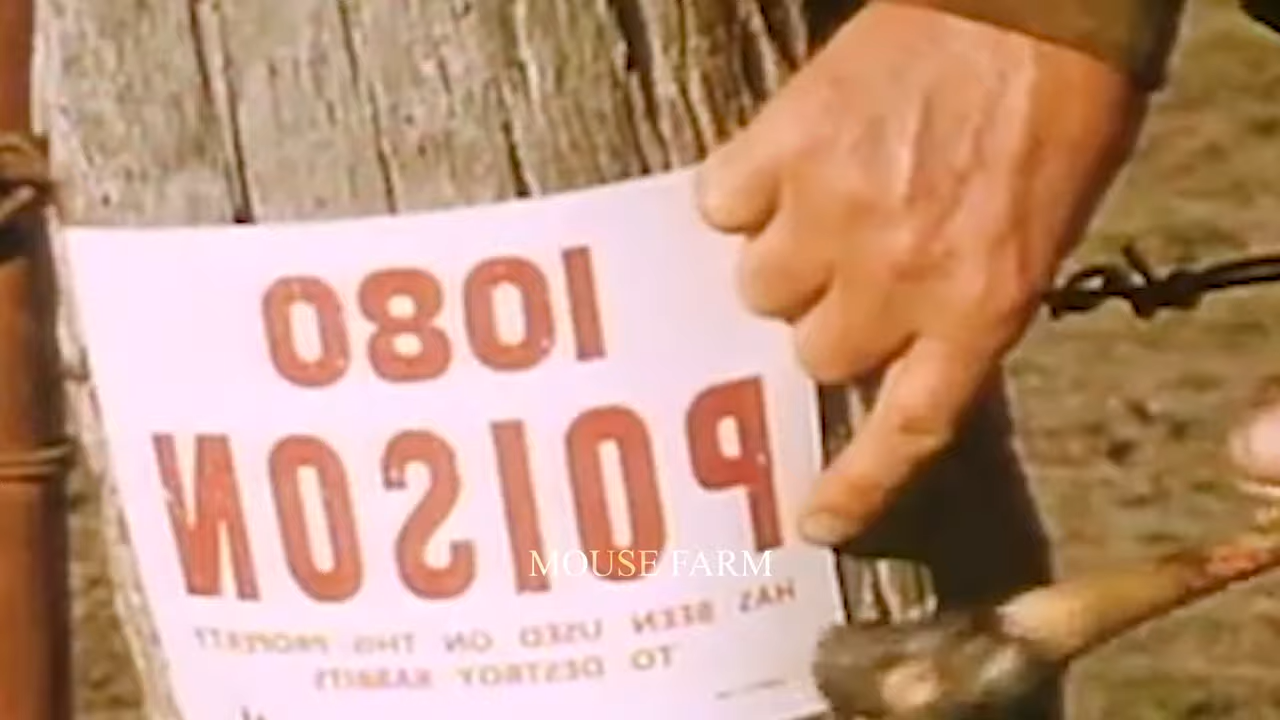 1080
POISON
MOUSE FARM
HAS BEEN USED ON THIS PROPERTY
TO DESTROY RABBITS